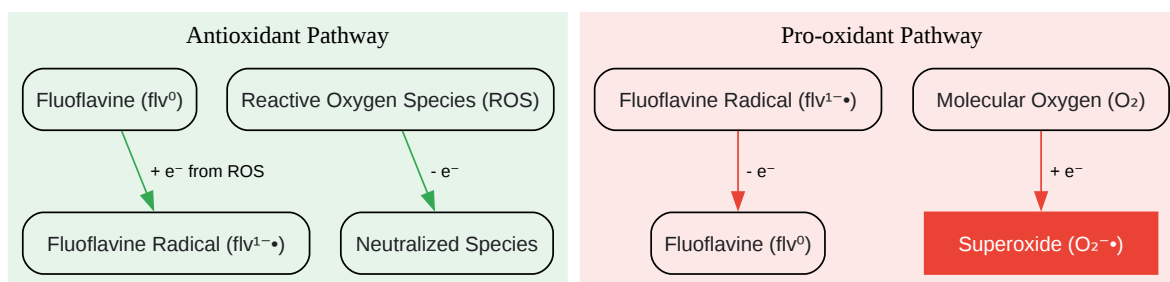 Antioxidant Pathway
Fluoflavine (flv⁰)
Reactive Oxygen Species (ROS)
+ e⁻ from ROS
- e⁻
Fluoflavine Radical (flv¹⁻•)
Neutralized Species
Pro-oxidant Pathway
Fluoflavine Radical (flv¹⁻•)
Molecular Oxygen (O₂)
- e⁻
+ e⁻
Fluoflavine (flv⁰)
Superoxide (O₂⁻•)